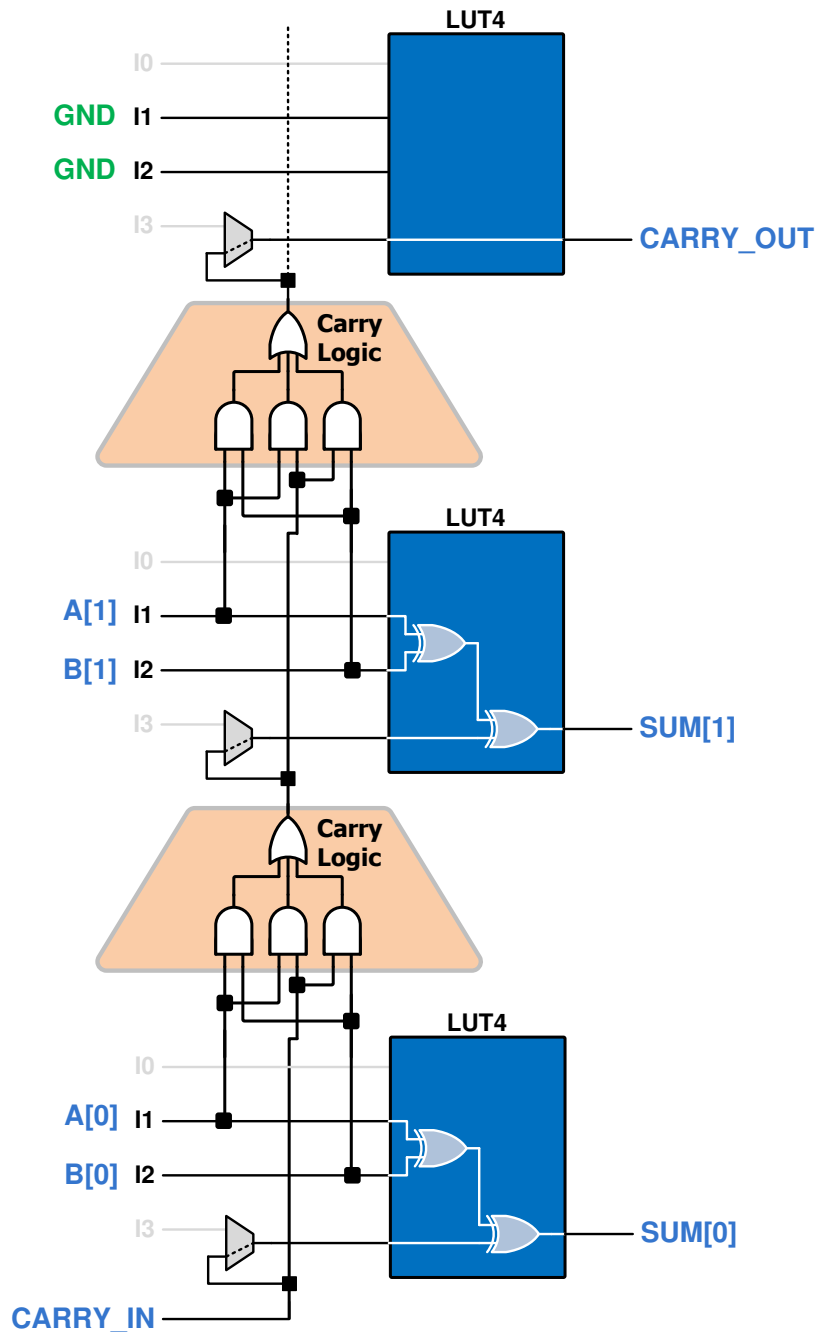 LUT4
I0
GND I1
GND I2
I3
CARRY_OUT
Carry
Logic
LUT4
I0
A[1] I1
B[1] I2
I3
SUM[1]
Carry
Logic
LUT4
I0
A[0] I1
B[0] I2
I3
SUM[0]
CARRY_IN